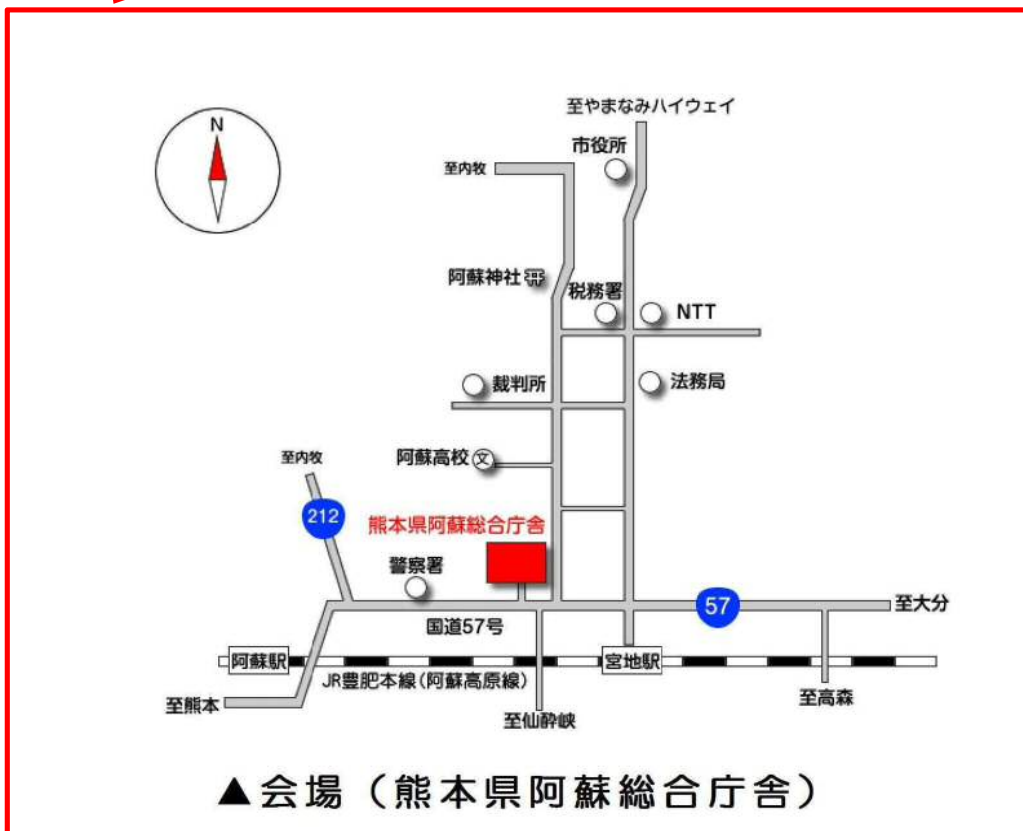 N
至やまなみハイウェイ
市役所
至内牧
阿蘇神社
税務署
NTT
裁判所
法務局
阿蘇高校 文
至内牧
212
熊本県阿蘇総合庁舎
警察署
57
至大分
国道57号
阿蘇駅
宮地駅
JR豊肥本線(阿蘇高原線)
至熊本
至高森
至仙酔峡
▲会場(熊本県阿蘇総合庁舎)